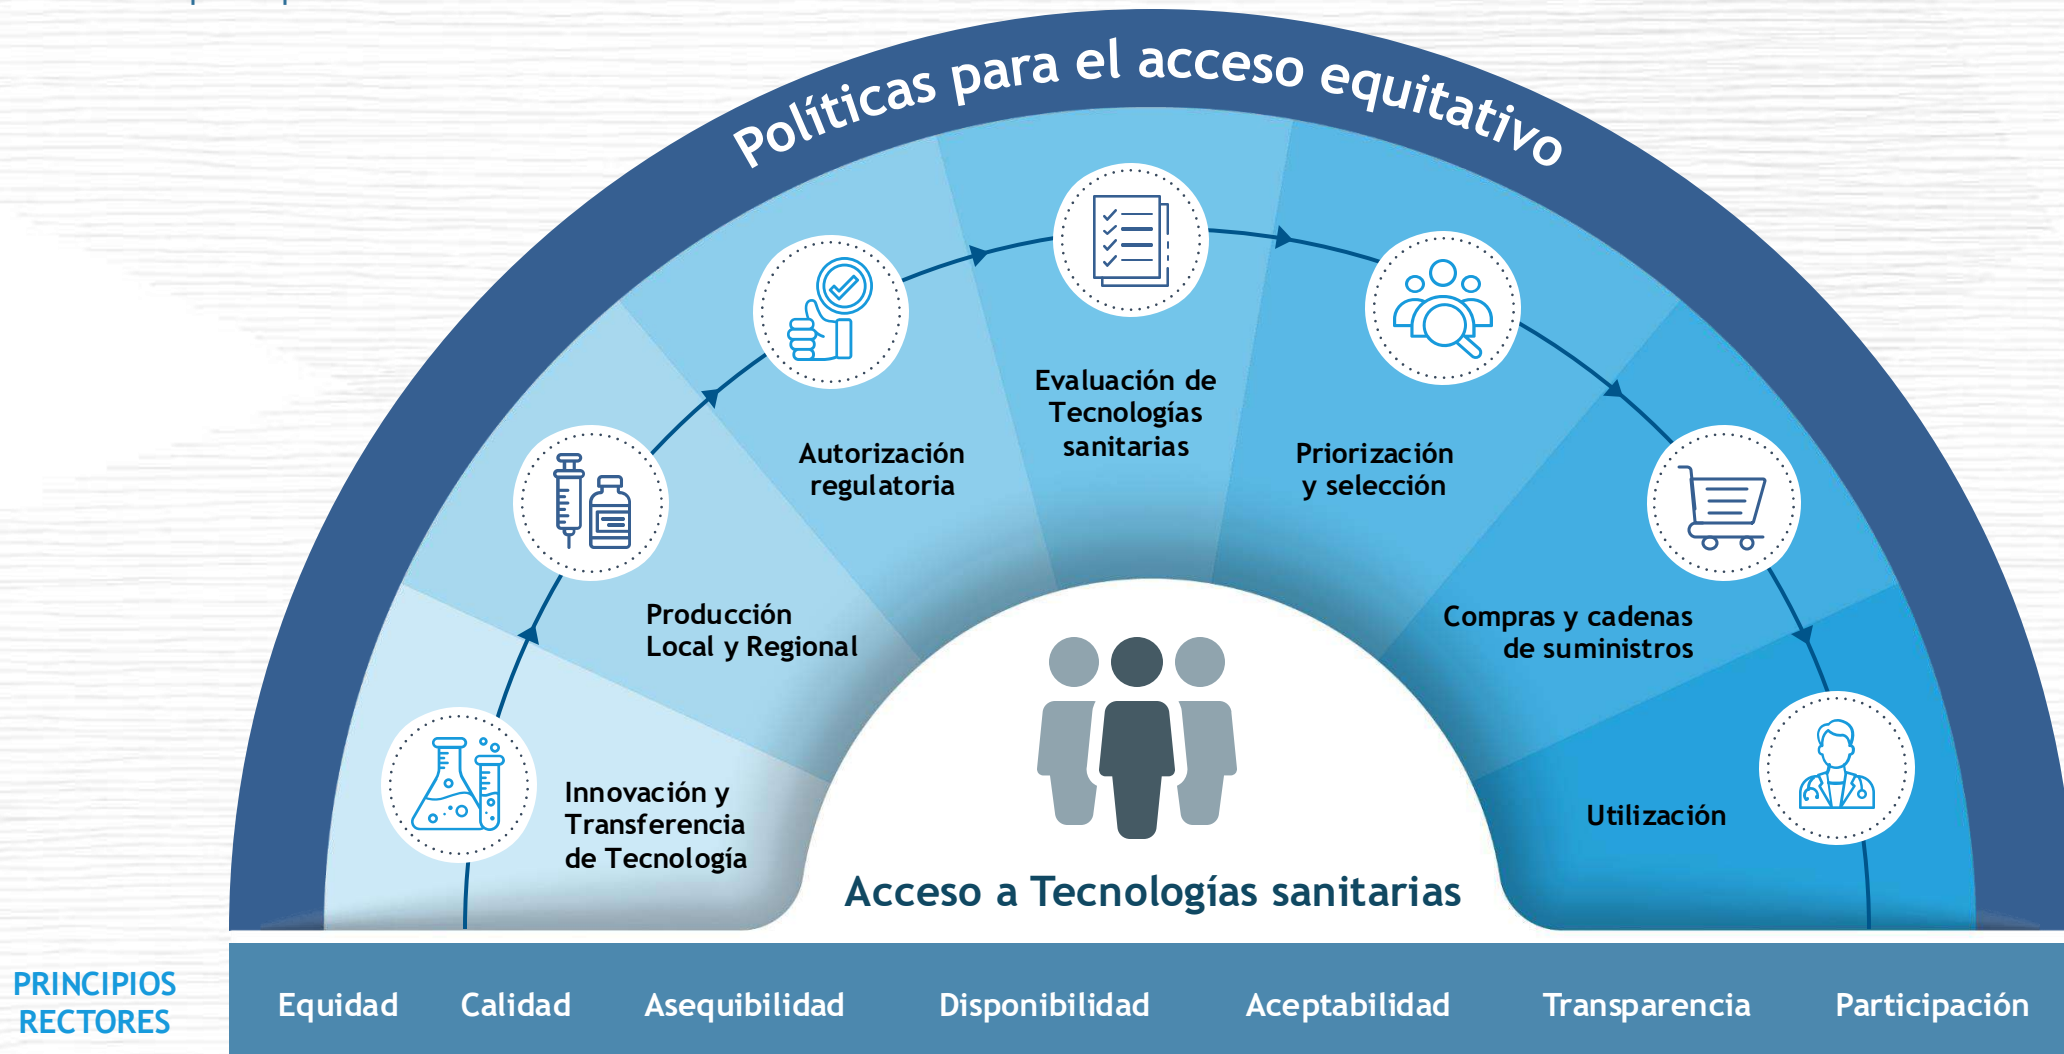 Políticas para el acceso equitativo
Evaluación de
Tecnologías
sanitarias
Autorización
regulatoria
Priorización
y selección
Producción
Local y Regional
Compras y cadenas
de suministros
Innovación y
Transferencia
de Tecnología
Utilización
Acceso a Tecnologías sanitarias
PRINCIPIOS
RECTORES
Equidad Calidad Asequibilidad Disponibilidad Aceptabilidad Transparencia Participación